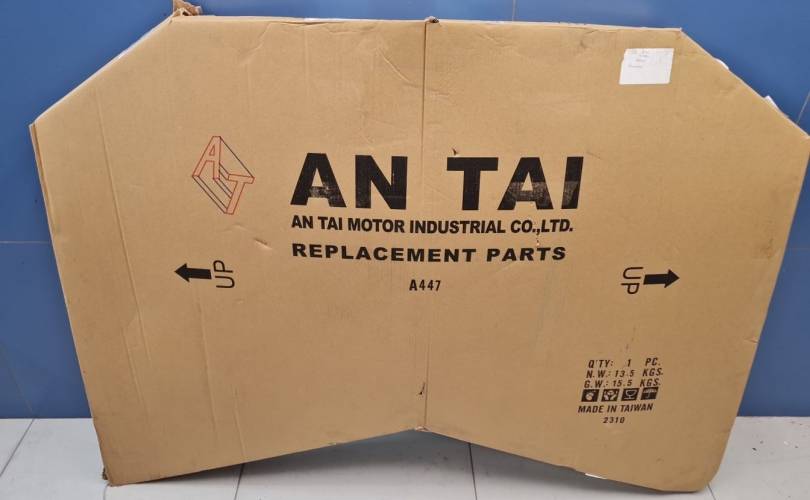 AT
AN TAI
AN TAI MOTOR INDUSTRIAL CO.,LTD.
REPLACEMENT PARTS
UP
UP
A447
Q'TY: 1 PC.
N.W.: 13.5 KGS.
G.W.: 15.5 KGS.
MADE IN TAIWAN
2310